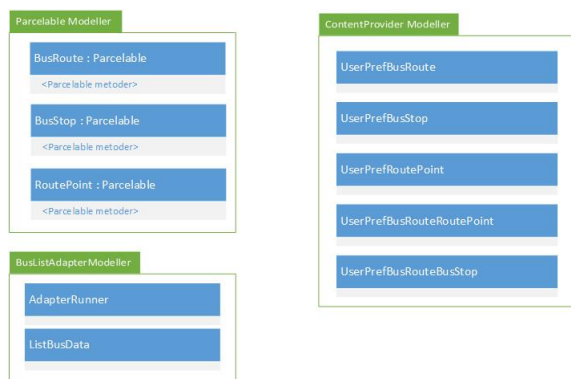 Parcelable Modeller
BusRoute : Parcelable
<Parcelable metoder>
BusStop : Parcelable
<Parcelable metoder>
RoutePoint : Parcelable
<Parcelable metoder>
BusListAdapterModeller
AdapterRunner
ListBusData
ContentProvider Modeller
UserPrefBusRoute
UserPrefBusStop
UserPrefRoutePoint
UserPrefBusRouteRoutePoint
UserPrefBusRouteBusStop